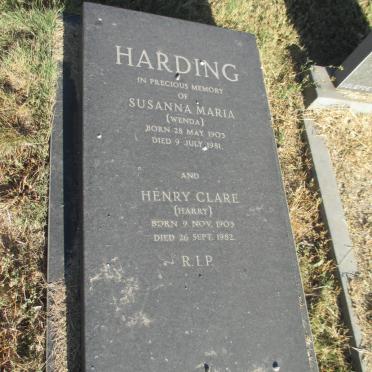 HARDING
IN PRECIOUS MEMORY
OF
SUSANNA MARIA
(WENDA)
BORN 28 MAY 1905
DIED 9 JULY 1981.
AND
HENRY CLARE
(HARRY)
BORN 9 NOV. 1905
DIED 26 SEPT. 1982.
R.I.P.